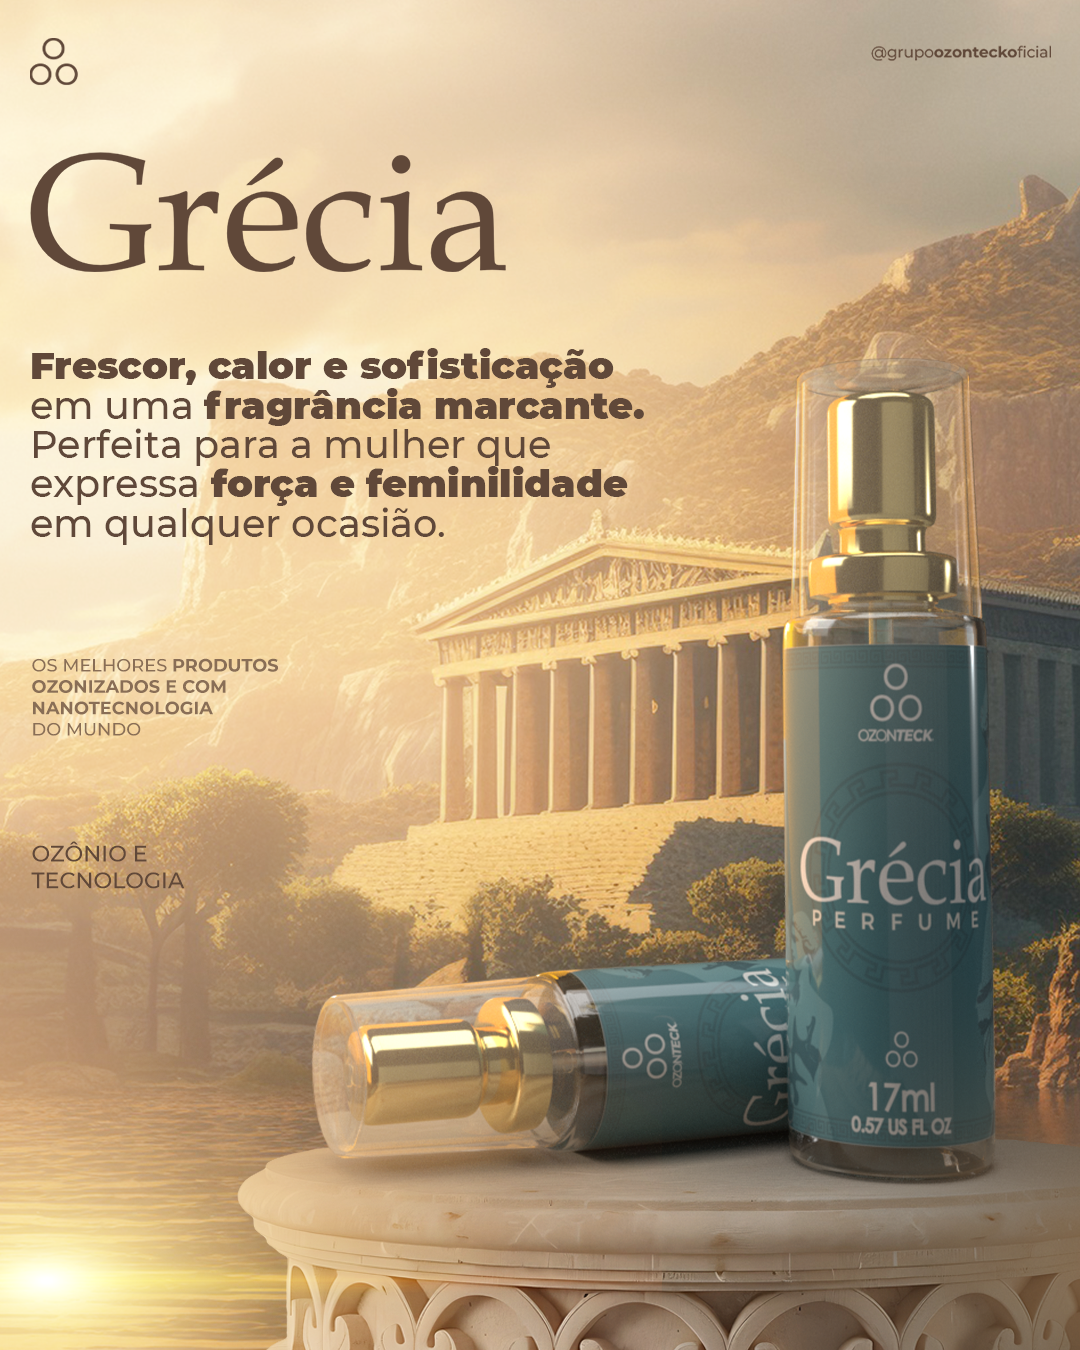 @grupoozonteckoficial
Grécia
Frescor, calor e sofisticação
em uma fragrância marcante.
Perfeita para a mulher que
expressa força e feminilidade
em qualquer ocasião.
OS MELHORES PRODUTOS
OZONIZADOS E COM
NANOTECNOLOGIA
DO MUNDO
OZÔNIO E
TECNOLOGIA
OZONTECK
Grécia
PERFUME
17ml
0.57 US FL OZ
OZONTECK
Grécia